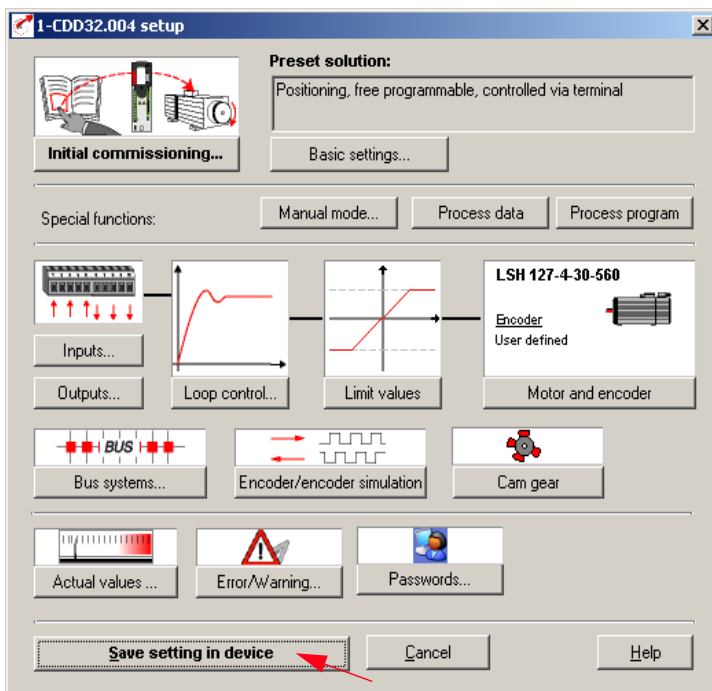 1-CDD32.004 setup
Preset solution:
Positioning, free programmable, controlled via terminal
Initial commissioning...
Basic settings...
Special functions:
Manual mode...
Process data
Process program
LSH 127-4-30-560
Encoder
User defined
Inputs...
Outputs...
Loop control...
Limit values
Motor and encoder
BUS
Bus systems...
Encoder/encoder simulation
Cam gear
Actual values ...
Error/Warning...
Passwords...
Save setting in device
Cancel
Help